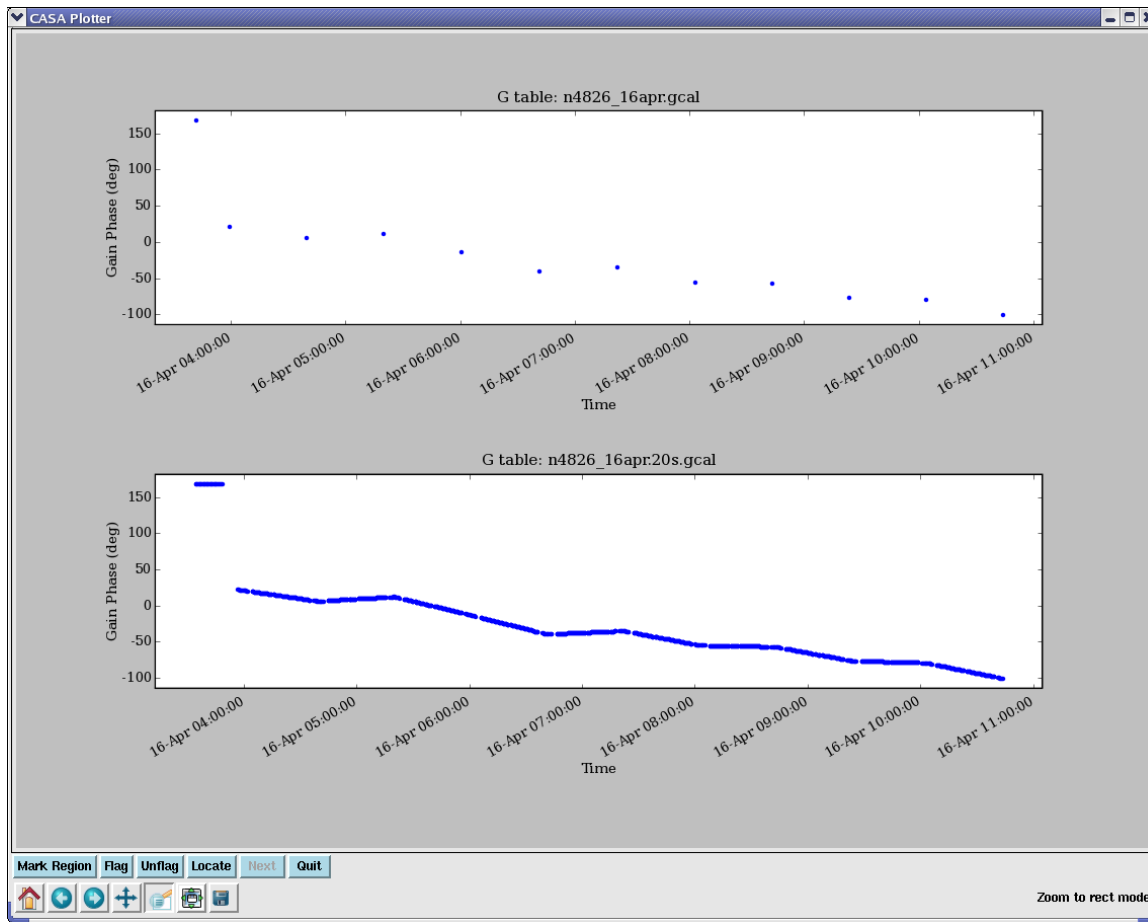 CASA Plotter
G table: n4826_16apr.gcal
150
100
50
0
-50
-100
Gain Phase (deg)
16-Apr 04:00:00
16-Apr 05:00:00
16-Apr 06:00:00
16-Apr 07:00:00
16-Apr 08:00:00
16-Apr 09:00:00
16-Apr 10:00:00
16-Apr 11:00:00
Time
G table: n4826_16apr.20s.gcal
150
100
50
0
-50
-100
Gain Phase (deg)
16-Apr 04:00:00
16-Apr 05:00:00
16-Apr 06:00:00
16-Apr 07:00:00
16-Apr 08:00:00
16-Apr 09:00:00
16-Apr 10:00:00
16-Apr 11:00:00
Time
Mark Region Flag Unflag Locate Next Quit
Zoom to rect mode